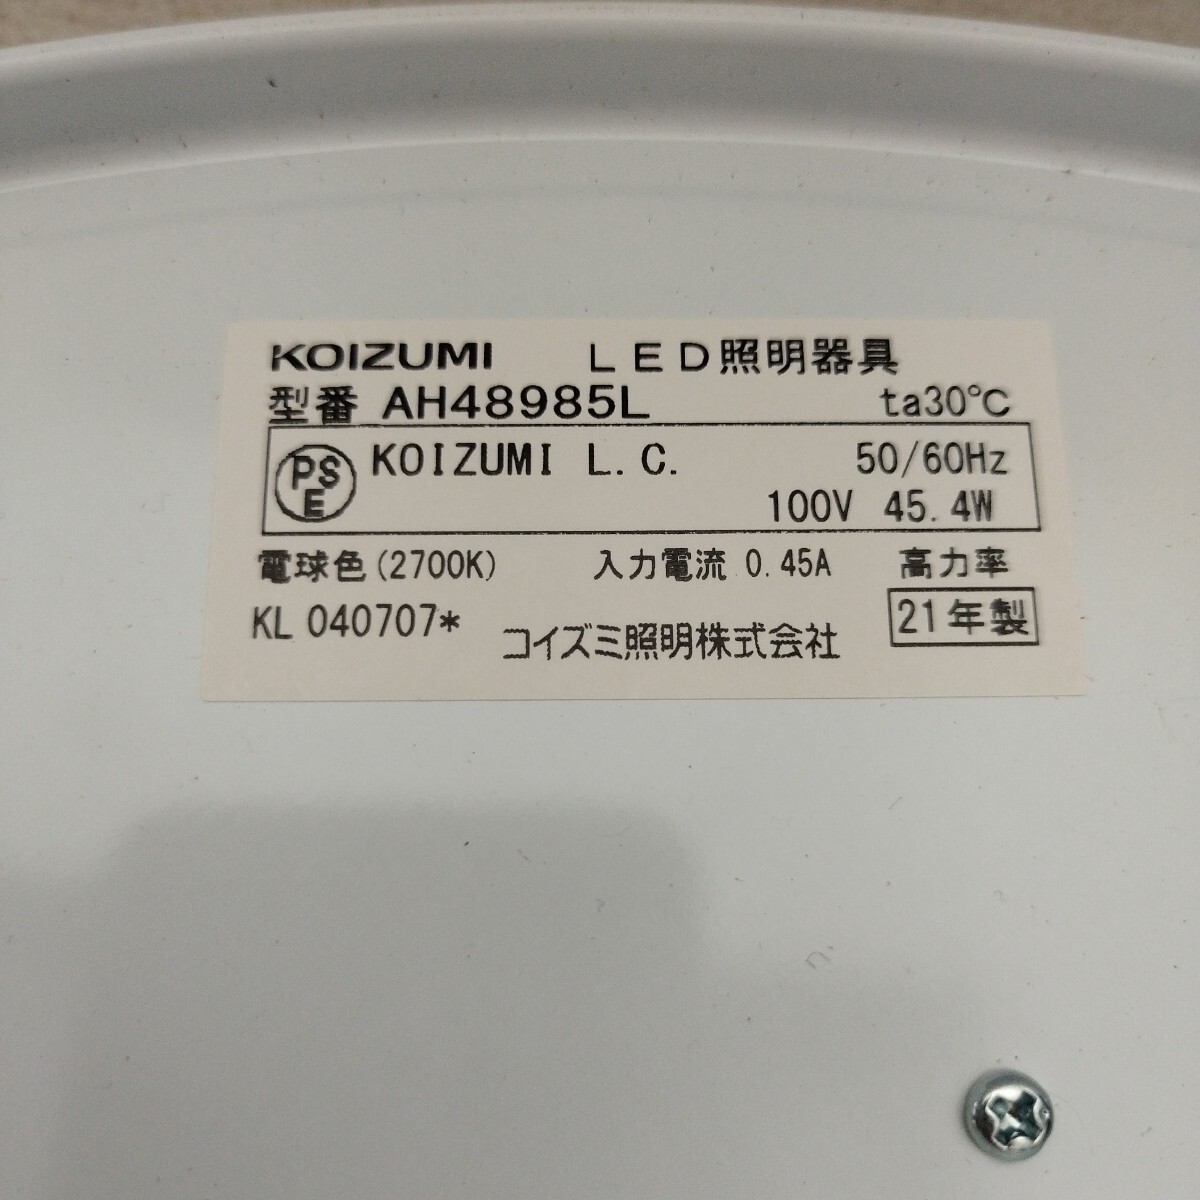 KOIZUMI LED照明器具
型番 AH48985L ta30℃
PSE KOIZUMI L.C. 50/60Hz
100V 45.4W
電球色(2700K) 入力電流 0.45A 高力率
KL 040707* コイズミ照明株式会社 21年製